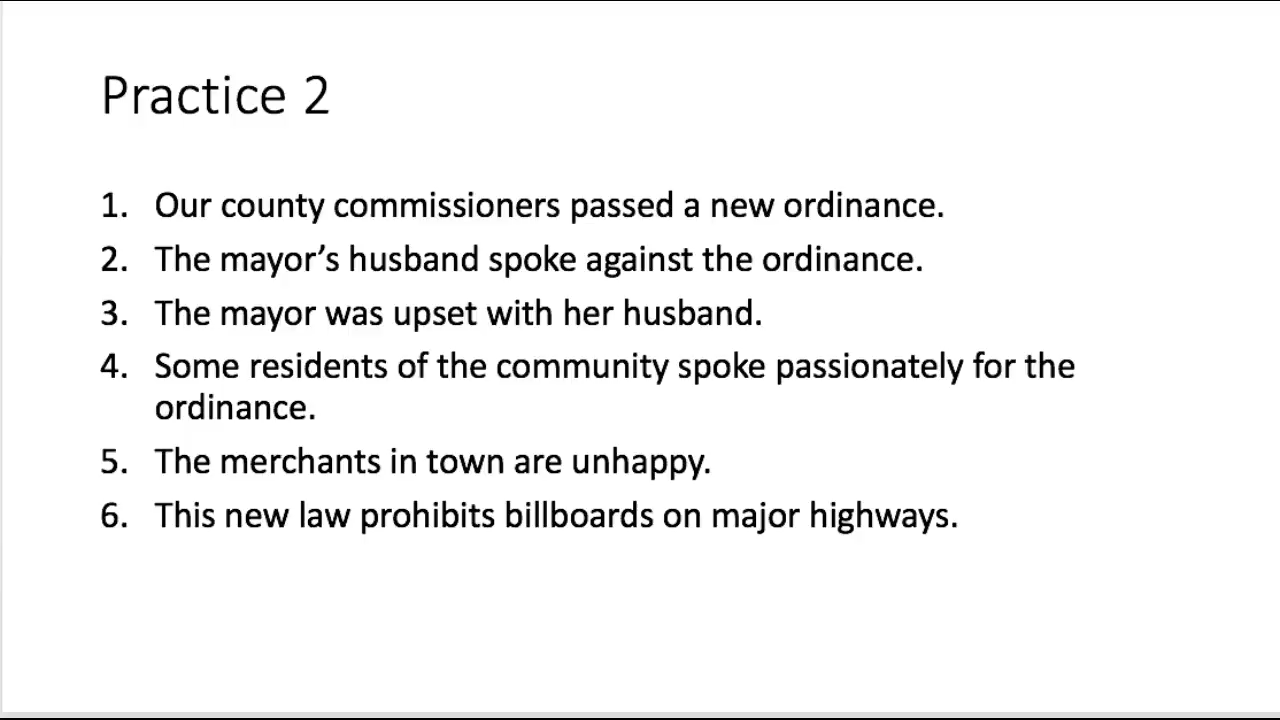 Practice 2
1. Our county commissioners passed a new ordinance.
2. The mayor’s husband spoke against the ordinance.
3. The mayor was upset with her husband.
4. Some residents of the community spoke passionately for the
ordinance.
5. The merchants in town are unhappy.
6. This new law prohibits billboards on major highways.